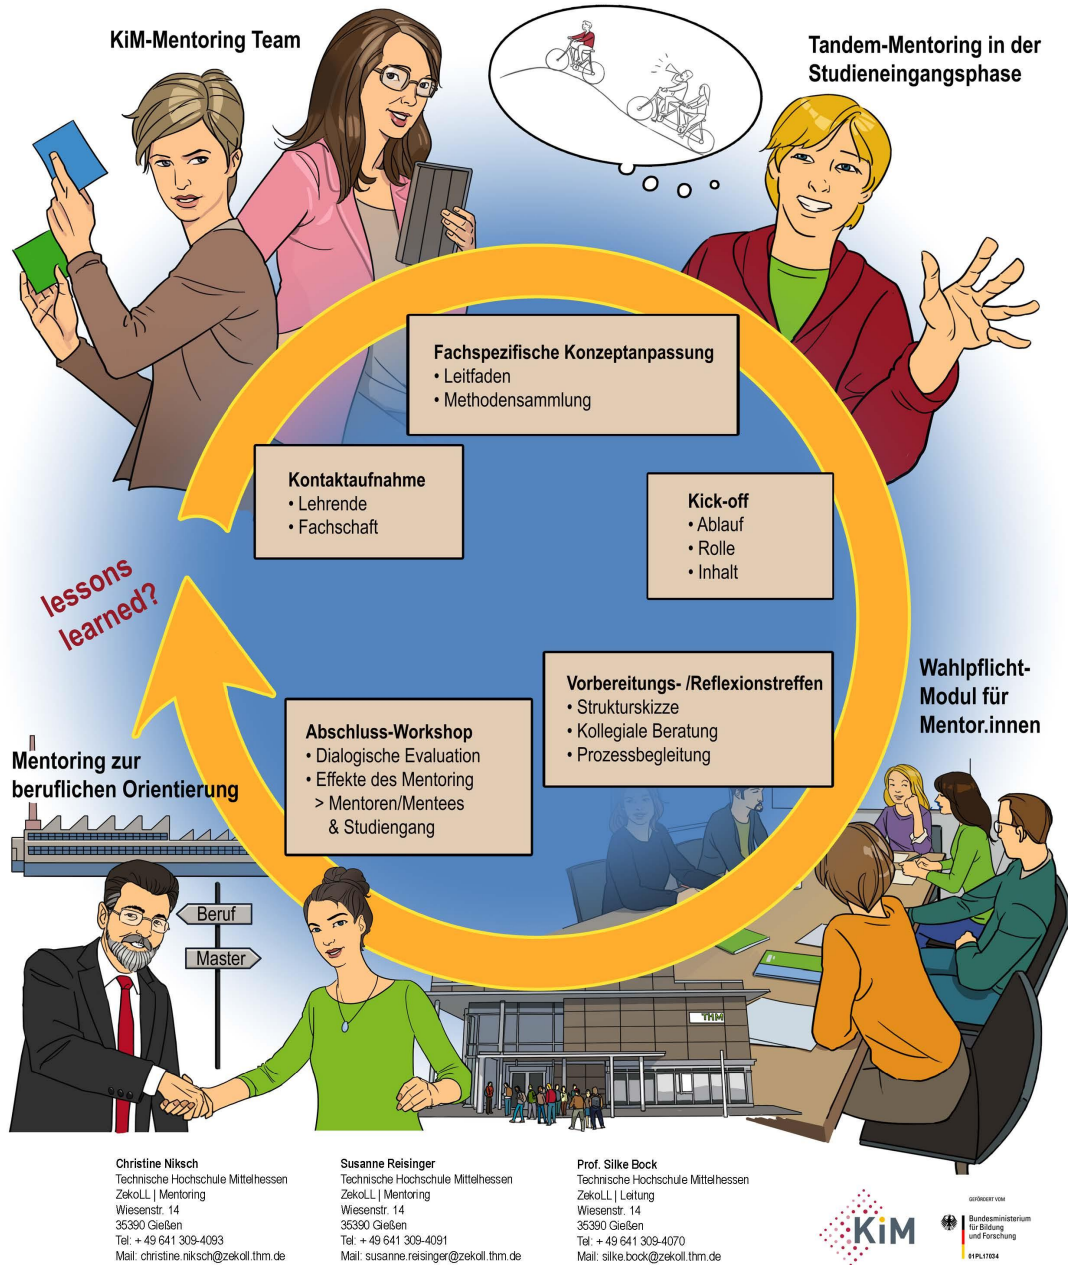 KiM-Mentoring Team
Tandem-Mentoring in der
Studieneingangsphase
Fachspezifische Konzeptanpassung
• Leitfaden
• Methodensammlung
Kontaktaufnahme
• Lehrende
• Fachschaft
Kick-off
• Ablauf
• Rolle
• Inhalt
lessons
learned?
Vorbereitungs- /Reflexionstreffen
• Strukturskizze
• Kollegiale Beratung
• Prozessbegleitung
Wahlpflicht-
Modul für
Mentor.innen
Abschluss-Workshop
• Dialogische Evaluation
• Effekte des Mentoring
> Mentoren/Mentees
& Studiengang
Mentoring zur
beruflichen Orientierung
Beruf
Master
THM
Christine Niksch
Technische Hochschule Mittelhessen
ZekoLL | Mentoring
Wiesenstr. 14
35390 Gießen
Tel: + 49 641 309-4093
Mail: christine.niksch@zekoll.thm.de
Susanne Reisinger
Technische Hochschule Mittelhessen
ZekoLL | Mentoring
Wiesenstr. 14
35390 Gießen
Tel: + 49 641 309-4091
Mail: susanne.reisinger@zekoll.thm.de
Prof. Silke Bock
Technische Hochschule Mittelhessen
ZekoLL | Leitung
Wiesenstr. 14
35390 Gießen
Tel: + 49 641 309-4070
Mail: silke.bock@zekoll.thm.de
KiM
GEFÖRDERT VOM
Bundesministerium
für Bildung
und Forschung
01PL17034